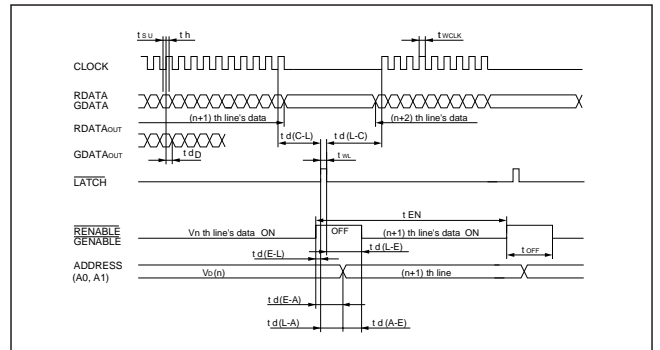 t SU t h t WCLK
CLOCK
RDATA
GDATA
(n+1) th line's data (n+2) th line's data
RDATAOUT
t d(C-L) t d(L-C)
GDATAOUT
t dD t WL
LATCH
t EN
RENABLE
GENABLE
Vn th line's data ON OFF (n+1) th line's data ON
t OFF
t d(E-L) t d(L-E)
ADDRESS
(A0, A1)
VD(n) (n+1) th line
t d(E-A)
t d(L-A) t d(A-E)